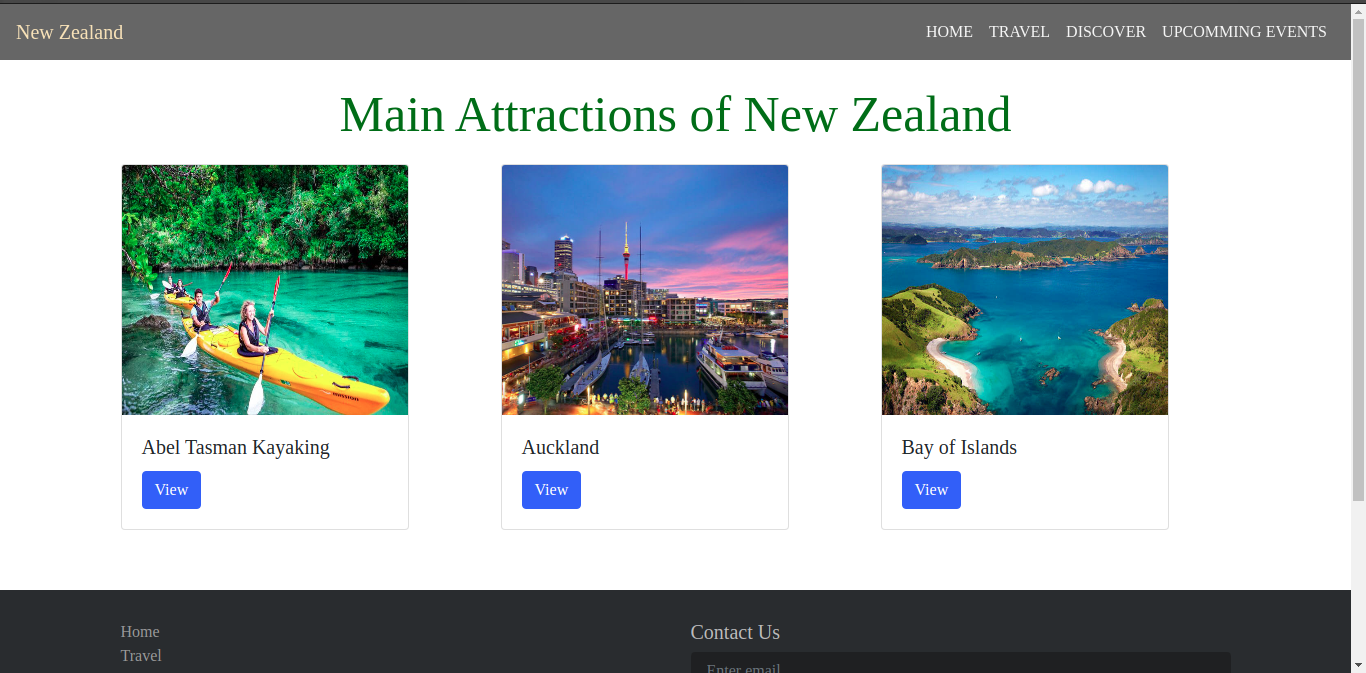 New Zealand
HOME TRAVEL DISCOVER UPCOMMING EVENTS
Main Attractions of New Zealand
Abel Tasman Kayaking
View
Auckland
View
Bay of Islands
View
Home
Travel
Contact Us
Enter email